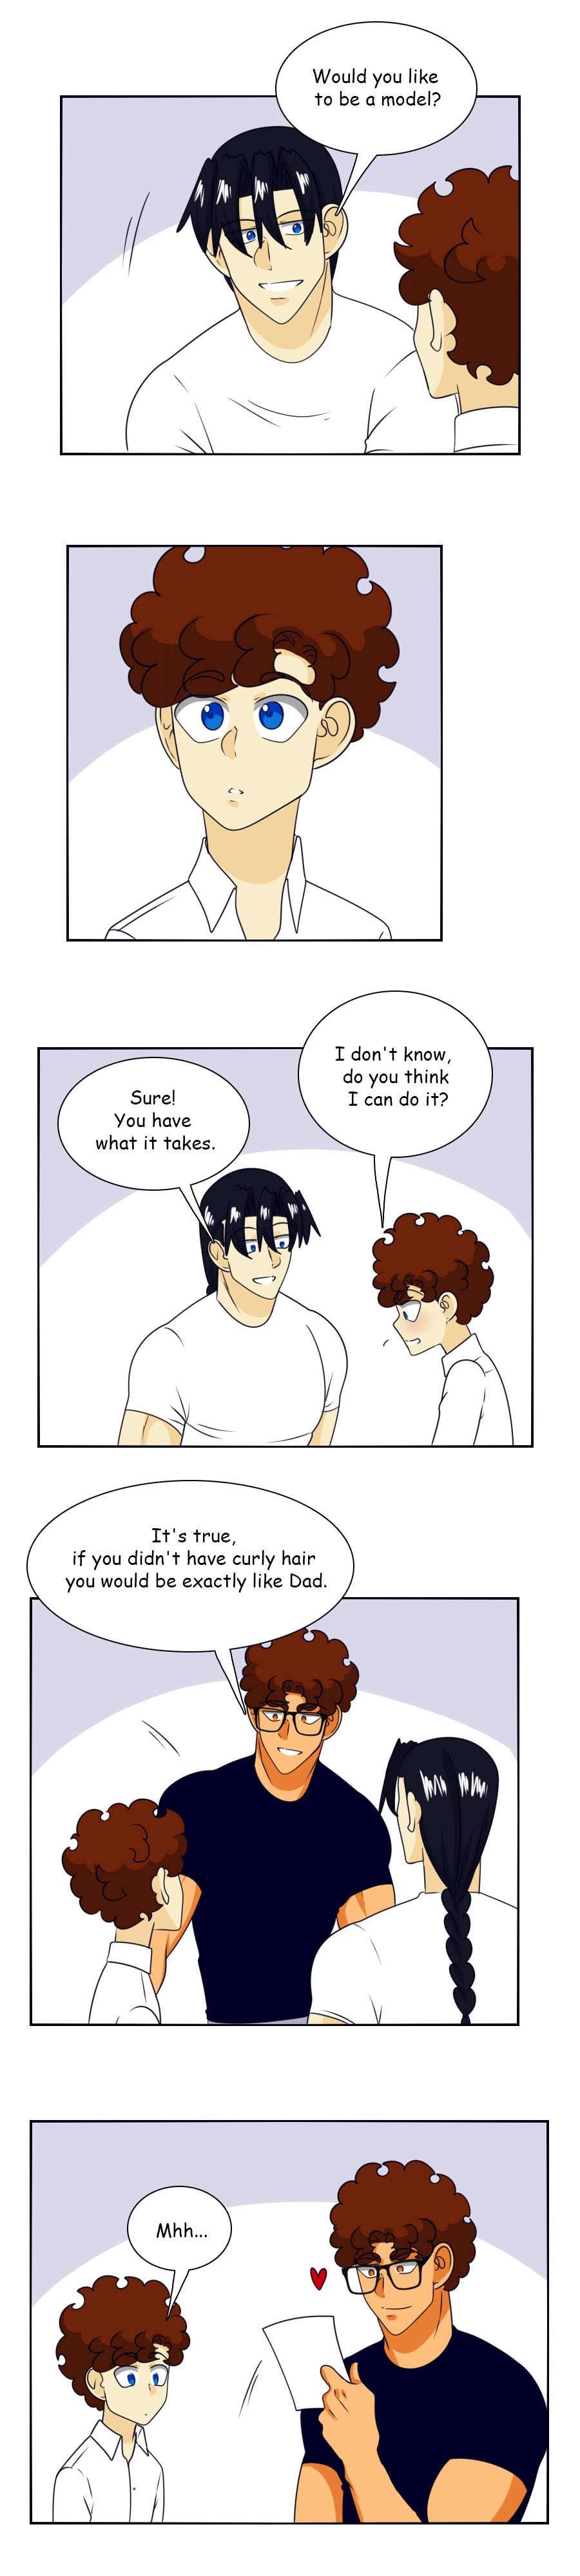 Would you like
to be a model?
I don't know,
do you think
I can do it?
Sure!
You have
what it takes.
It's true,
if you didn't have curly hair
you would be exactly like Dad.
Mhh...